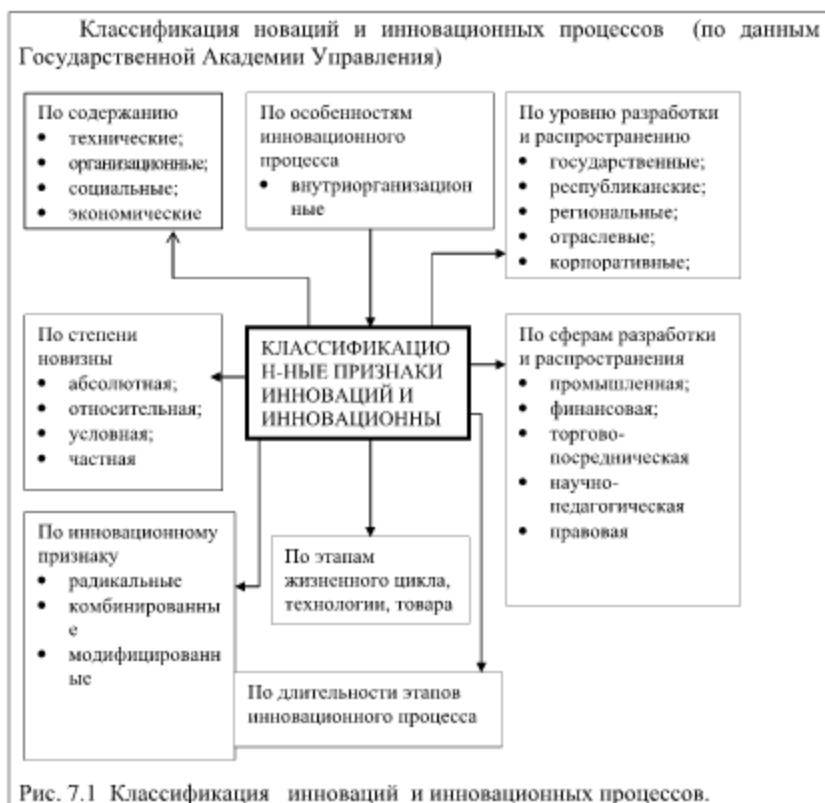 Классификация новаций и инновационных процессов (по данным
Государственной Академии Управления)
По содержанию
• технические;
• организационные;
• социальные;
• экономические
По особенностям
инновационного
процесса
• внутриорганизацион
ные
По уровню разработки
и распространению
• государственные;
• республиканские;
• региональные;
• отраслевые;
• корпоративные;
По степени
новизны
• абсолютная;
• относительная;
• условная;
• частная
КЛАССИФИКАЦИО
Н-НЫЕ ПРИЗНАКИ
ИННОВАЦИЙ И
ИННОВАЦИОННЫ
По сферам разработки
и распространения
• промышленная;
• финансовая;
• торгово-
посредническая
• научно-
педагогическая
• правовая
По инновационному
признаку
• радикальные
• комбинированны
е
• модифицированн
ые
По этапам
жизненного цикла,
технологии, товара
По длительности этапов
инновационного процесса
Рис. 7.1 Классификация инноваций и инновационных процессов.